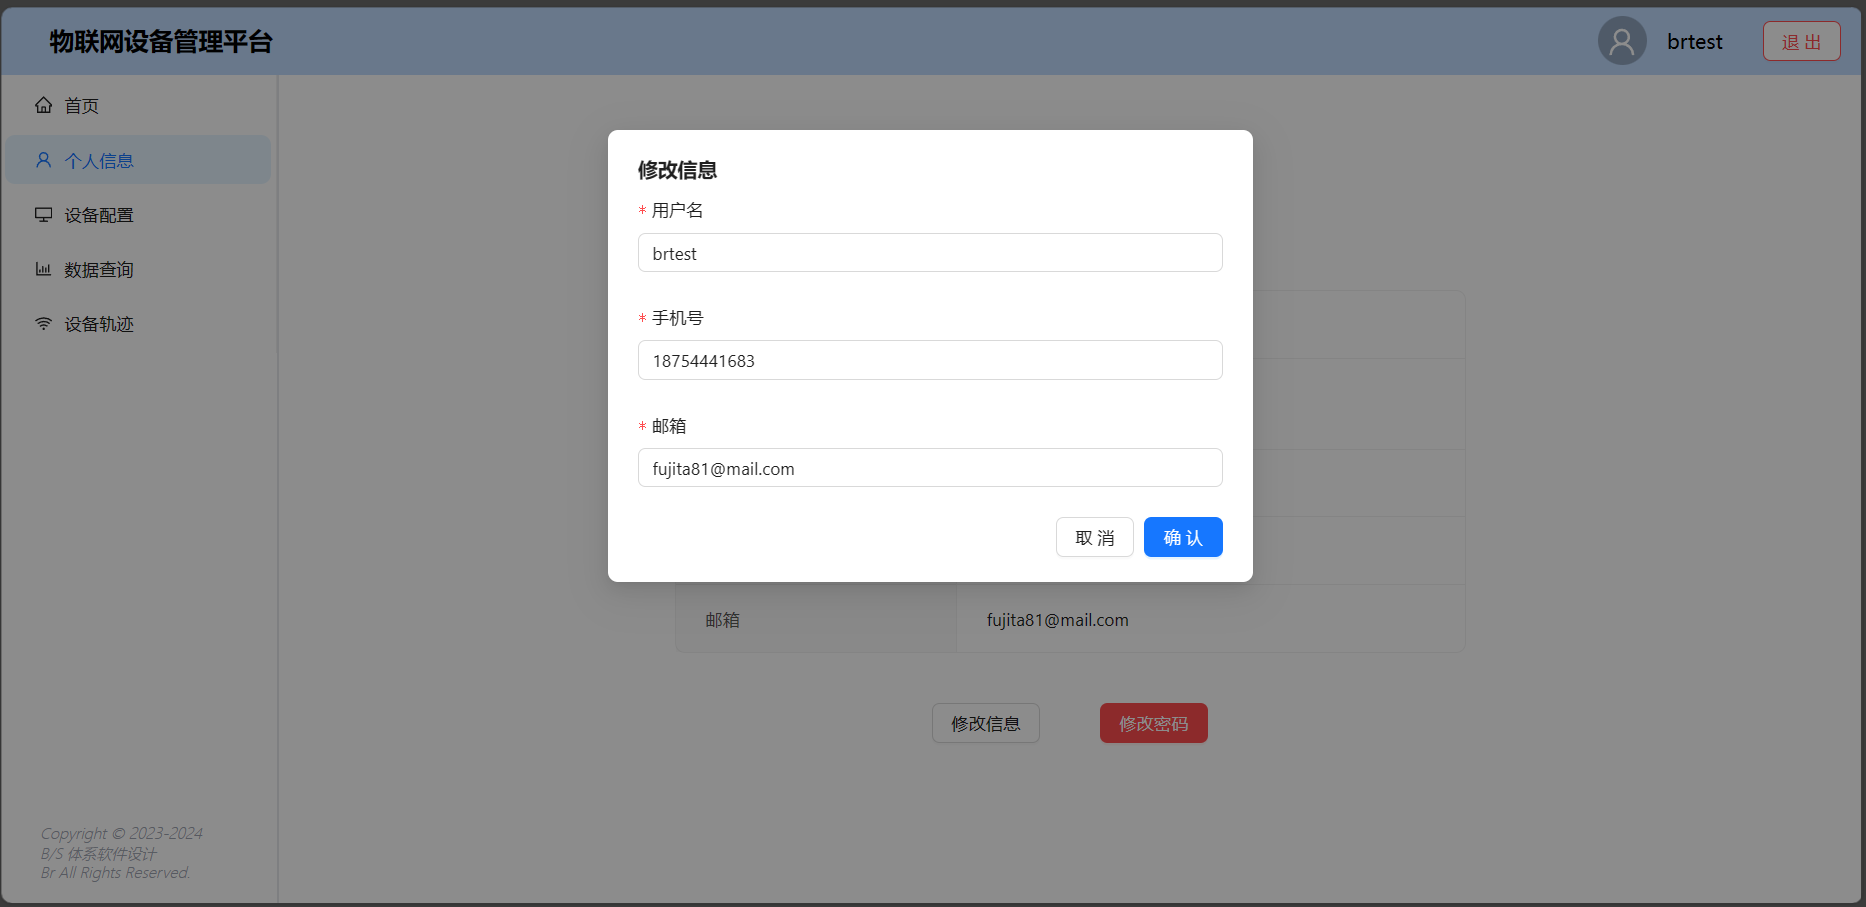 物联网设备管理平台
brtest
退 出
首页
个人信息
设备配置
数据查询
设备轨迹
修改信息
* 用户名
brtest
* 手机号
18754441683
* 邮箱
fujita81@mail.com
取 消
确 认
邮箱
fujita81@mail.com
修改信息
修改密码
Copyright © 2023-2024
B/S 体系软件设计
Br All Rights Reserved.